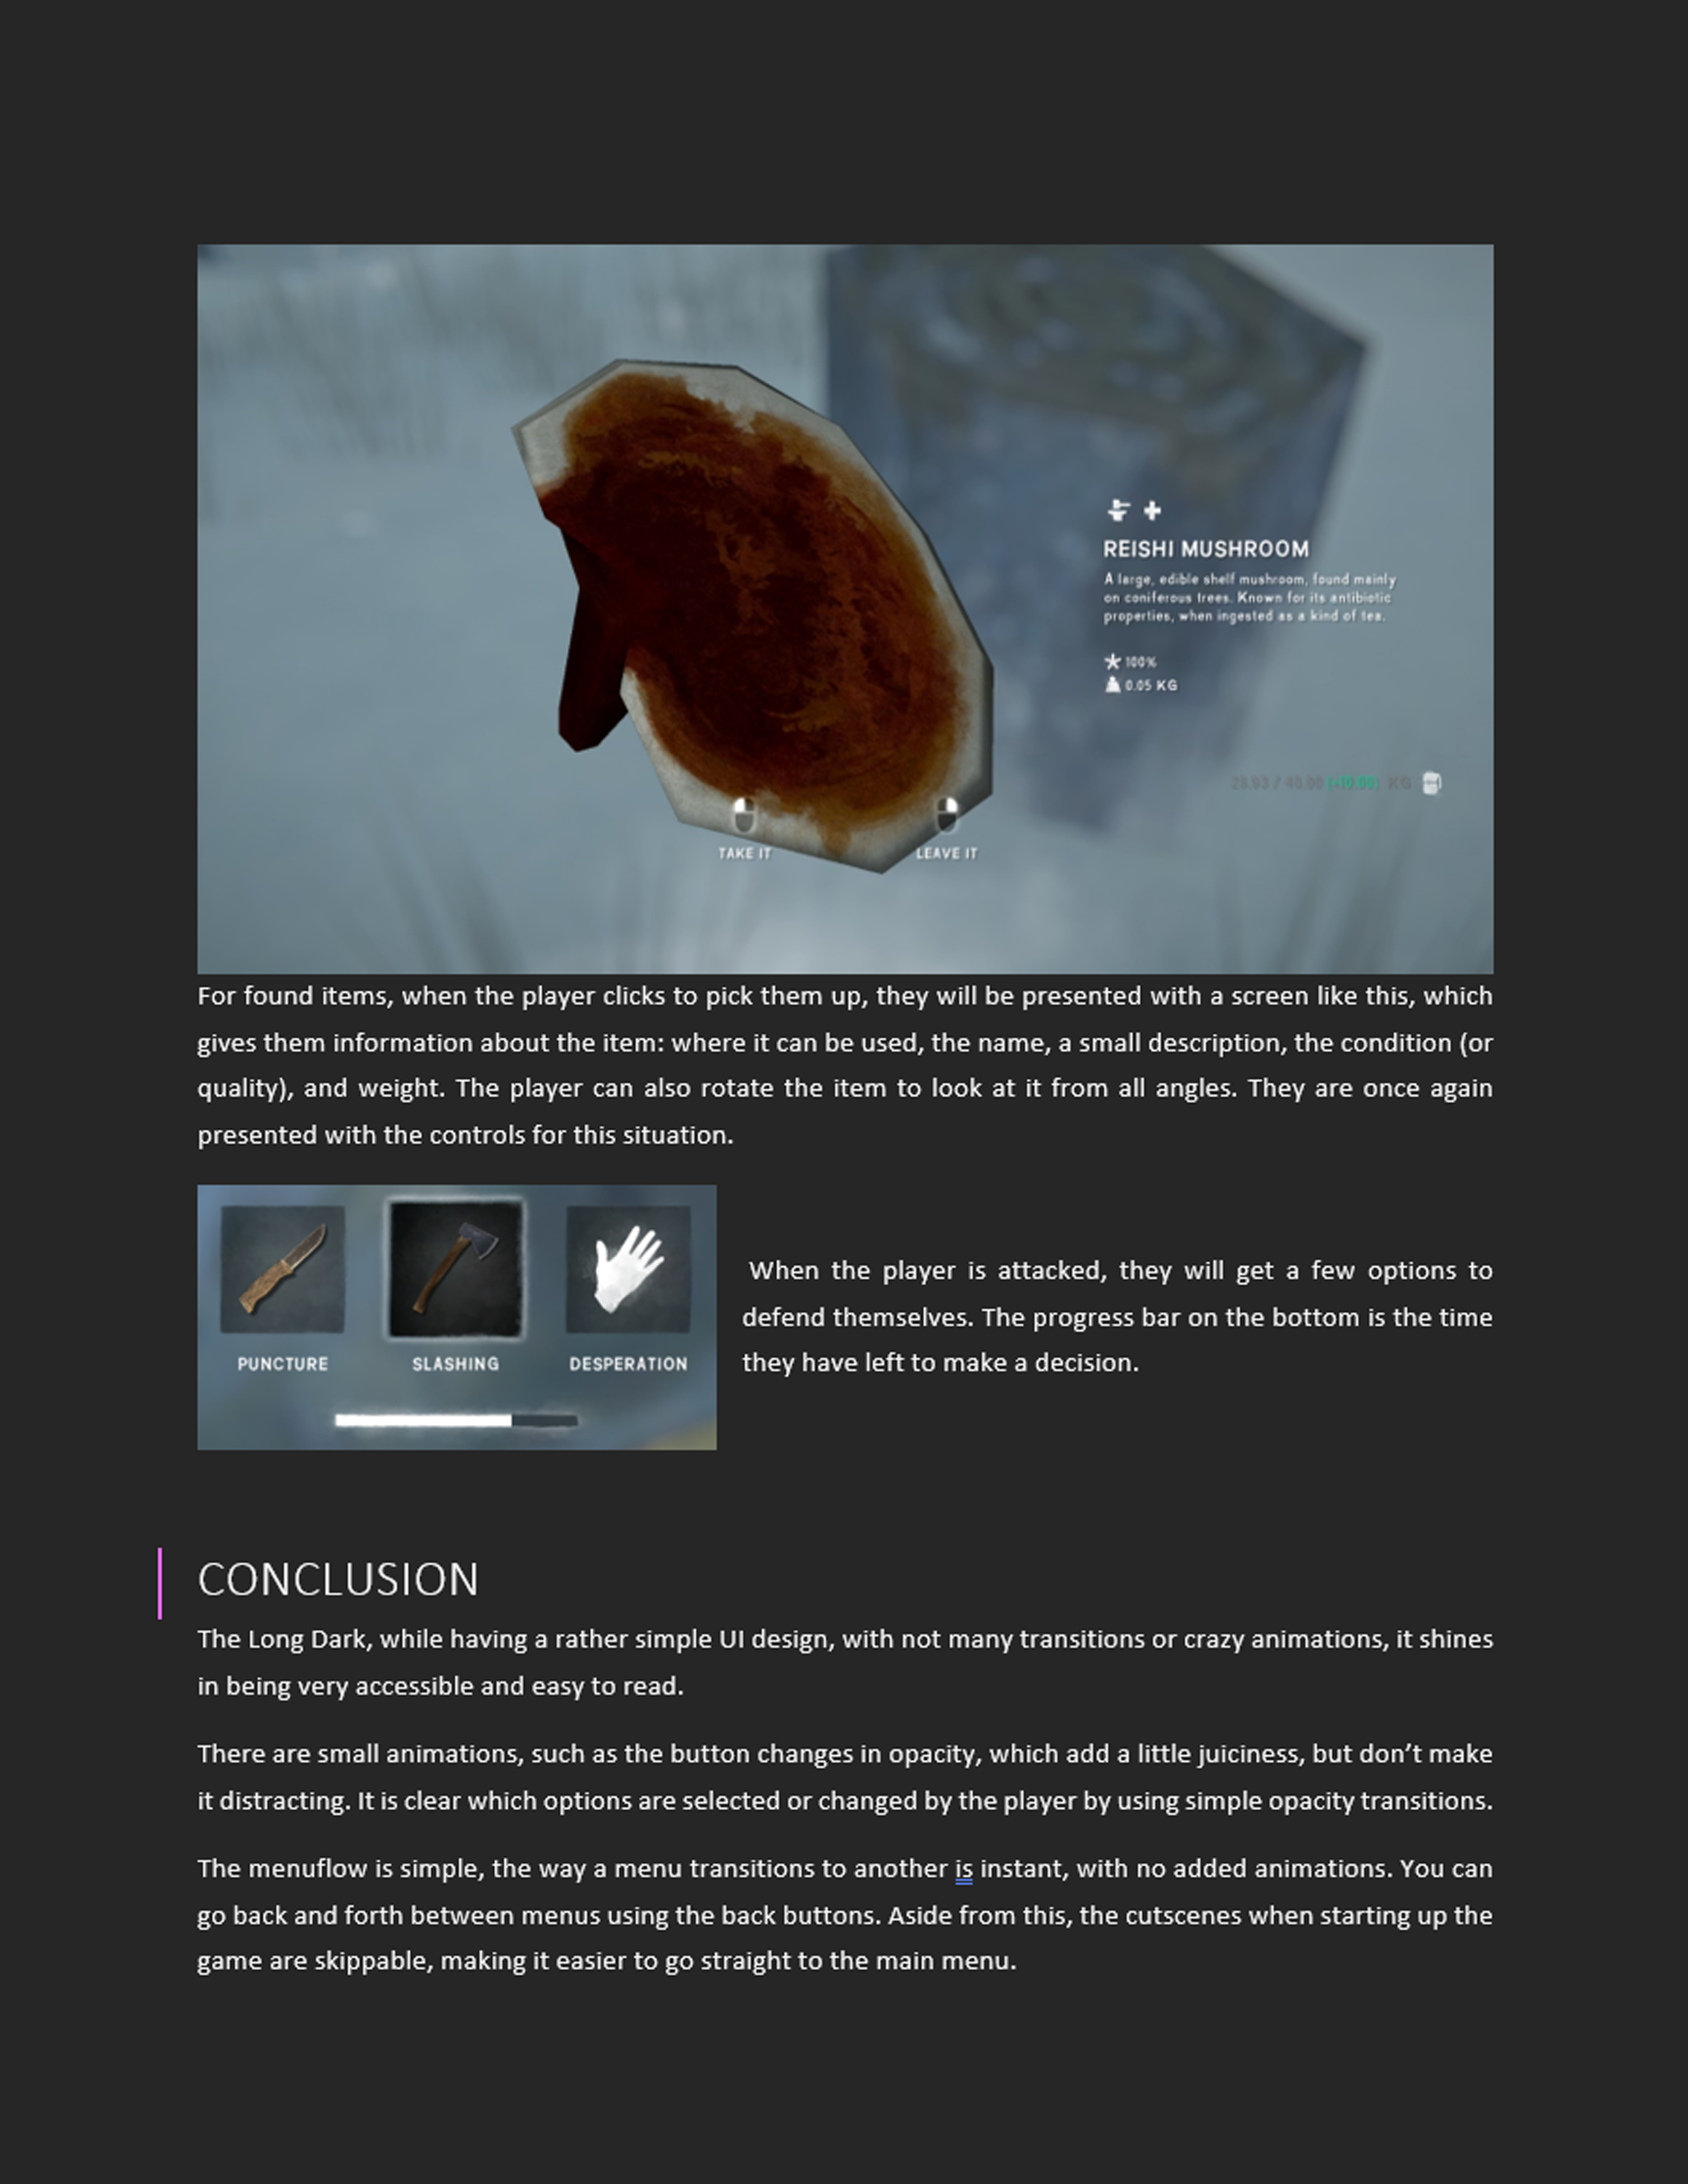 REISHI MUSHROOM
A large, edible shelf mushroom, found mainly
on coniferous trees. Known for its antibiotic
properties, when ingested as a kind of tea.
100%
0.05 KG
28.93 / 40.00 (+10.00) KG
TAKE IT LEAVE IT
For found items, when the player clicks to pick them up, they will be presented with a screen like this, which
gives them information about the item: where it can be used, the name, a small description, the condition (or
quality), and weight. The player can also rotate the item to look at it from all angles. They are once again
presented with the controls for this situation.
PUNCTURE SLASHING DESPERATION
When the player is attacked, they will get a few options to
defend themselves. The progress bar on the bottom is the time
they have left to make a decision.
CONCLUSION
The Long Dark, while having a rather simple UI design, with not many transitions or crazy animations, it shines
in being very accessible and easy to read.
There are small animations, such as the button changes in opacity, which add a little juiciness, but don’t make
it distracting. It is clear which options are selected or changed by the player by using simple opacity transitions.
The menuflow is simple, the way a menu transitions to another is instant, with no added animations. You can
go back and forth between menus using the back buttons. Aside from this, the cutscenes when starting up the
game are skippable, making it easier to go straight to the main menu.